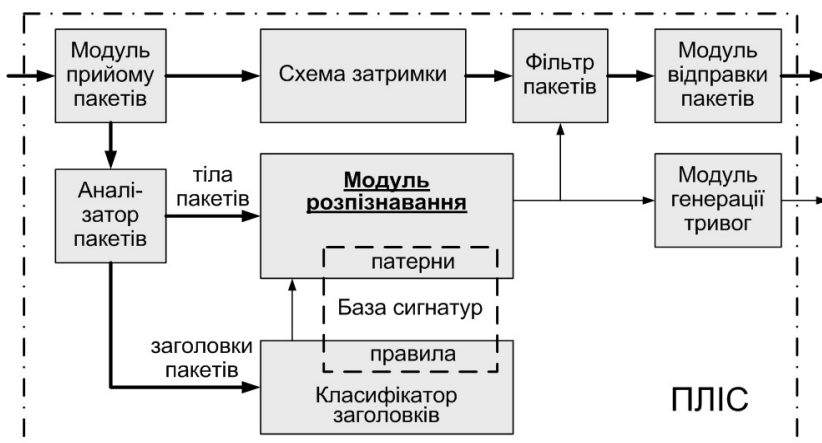 Модуль
прийому
пакетів
Схема затримки
Фільтр
пакетів
Модуль
відправки
пакетів
Аналі-
затор
пакетів
тіла
пакетів
Модуль
розпізнавання
Модуль
генерації
тривог
патерни
База сигнатур
правила
заголовки
пакетів
Класифікатор
заголовків
ПЛІС